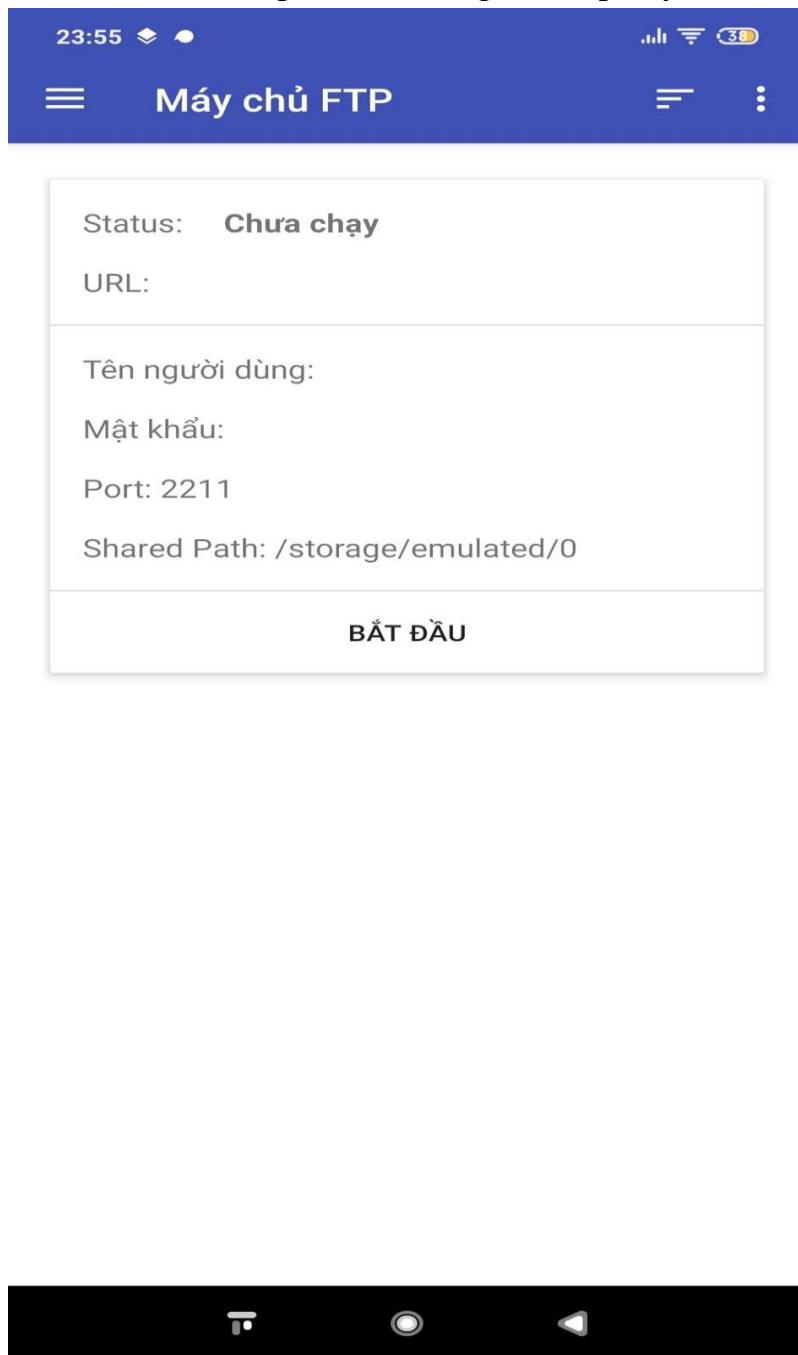 23:55
38
Máy chủ FTP
Status: Chưa chạy
URL:
Tên người dùng:
Mật khẩu:
Port: 2211
Shared Path: /storage/emulated/0
BẮT ĐẦU